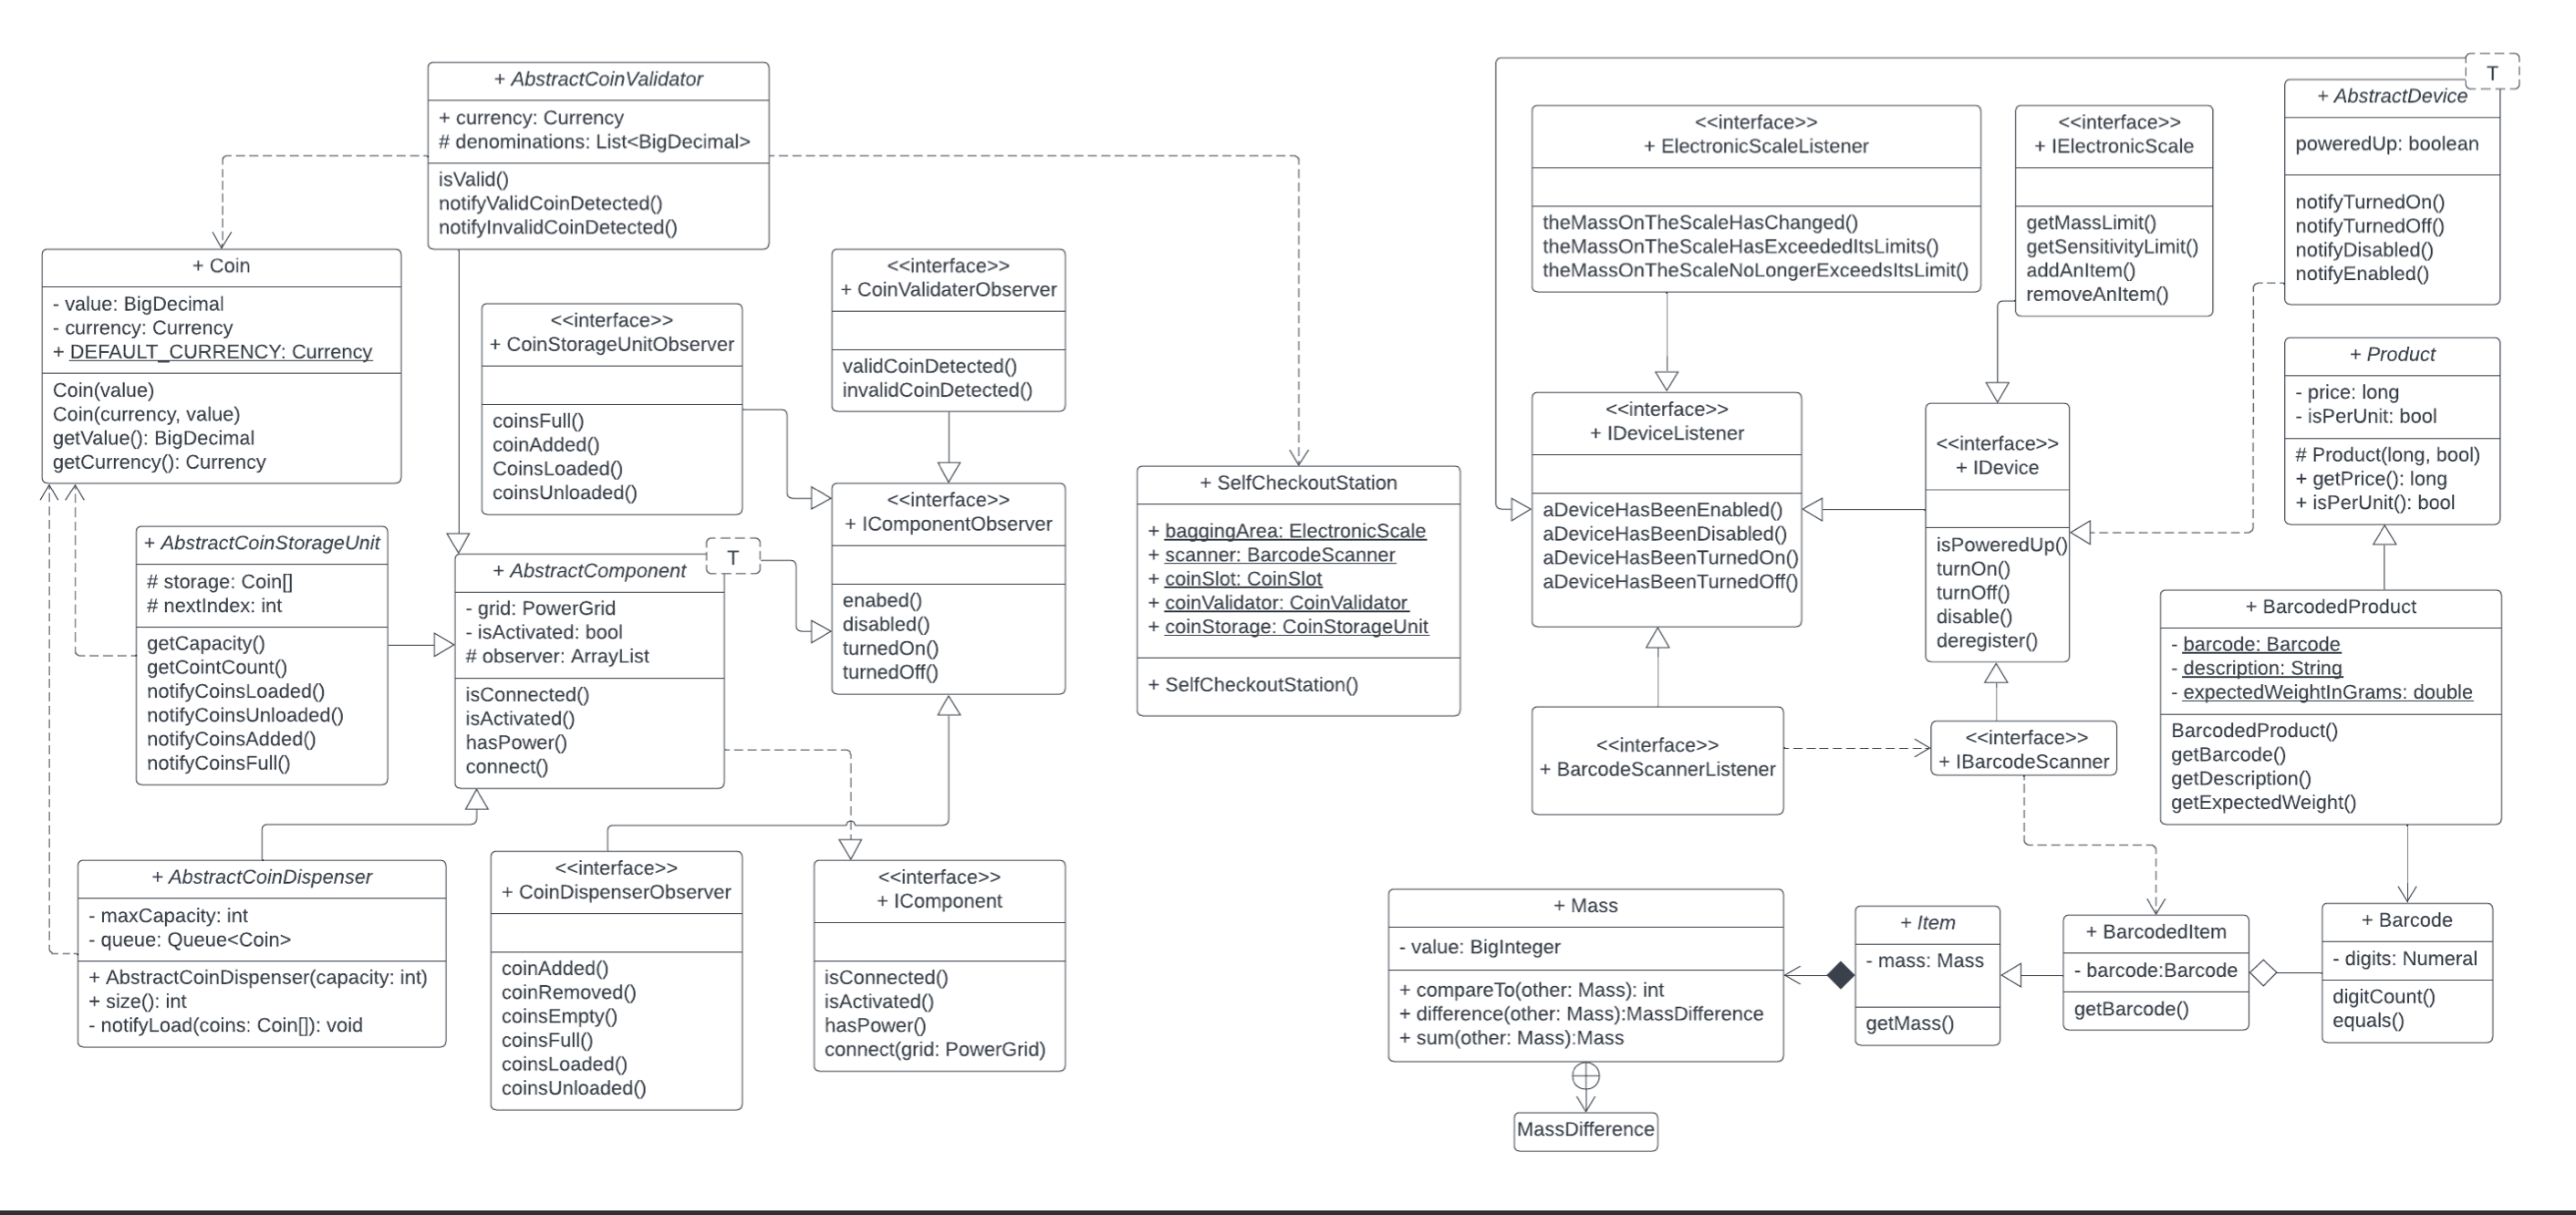 + AbstractCoinValidator
+ currency: Currency
# denominations: List<BigDecimal>
isValid()
notifyValidCoinDetected()
notifyInvalidCoinDetected()
+ Coin
- value: BigDecimal
- currency: Currency
+ DEFAULT_CURRENCY: Currency
Coin(value)
Coin(currency, value)
getValue(): BigDecimal
getCurrency(): Currency
<<interface>>
+ CoinStorageUnitObserver
coinsFull()
coinAdded()
CoinsLoaded()
coinsUnloaded()
<<interface>>
+ CoinValidaterObserver
validCoinDetected()
invalidCoinDetected()
<<interface>>
+ IComponentObserver
enabed()
disabled()
turnedOn()
turnedOff()
+ AbstractCoinStorageUnit
# storage: Coin[]
# nextIndex: int
getCapacity()
getCointCount()
notifyCoinsLoaded()
notifyCoinsUnloaded()
notifyCoinsAdded()
notifyCoinsFull()
T
+ AbstractComponent
- grid: PowerGrid
- isActivated: bool
# observer: ArrayList
isConnected()
isActivated()
hasPower()
connect()
+ AbstractCoinDispenser
- maxCapacity: int
- queue: Queue<Coin>
+ AbstractCoinDispenser(capacity: int)
+ size(): int
- notifyLoad(coins: Coin[]): void
<<interface>>
+ CoinDispenserObserver
coinAdded()
coinRemoved()
coinsEmpty()
coinsFull()
coinsLoaded()
coinsUnloaded()
<<interface>>
+ IComponent
isConnected()
isActivated()
hasPower()
connect(grid: PowerGrid)
+ SelfCheckoutStation
+ baggingArea: ElectronicScale
+ scanner: BarcodeScanner
+ coinSlot: CoinSlot
+ coinValidator: CoinValidator
+ coinStorage: CoinStorageUnit
+ SelfCheckoutStation()
<<interface>>
+ ElectronicScaleListener
theMassOnTheScaleHasChanged()
theMassOnTheScaleHasExceededItsLimits()
theMassOnTheScaleNoLongerExceedsItsLimit()
<<interface>>
+ IElectronicScale
getMassLimit()
getSensitivityLimit()
addAnItem()
removeAnItem()
T
+ AbstractDevice
poweredUp: boolean
notifyTurnedOn()
notifyTurnedOff()
notifyDisabled()
notifyEnabled()
<<interface>>
+ IDeviceListener
aDeviceHasBeenEnabled()
aDeviceHasBeenDisabled()
aDeviceHasBeenTurnedOn()
aDeviceHasBeenTurnedOff()
<<interface>>
+ IDevice
isPoweredUp()
turnOn()
turnOff()
disable()
deregister()
+ Product
- price: long
- isPerUnit: bool
# Product(long, bool)
+ getPrice(): long
+ isPerUnit(): bool
+ BarcodedProduct
- barcode: Barcode
- description: String
- expectedWeightInGrams: double
BarcodedProduct()
getBarcode()
getDescription()
getExpectedWeight()
<<interface>>
+ BarcodeScannerListener
<<interface>>
+ IBarcodeScanner
+ Mass
- value: BigInteger
+ compareTo(other: Mass): int
+ difference(other: Mass):MassDifference
+ sum(other: Mass):Mass
+ Item
- mass: Mass
getMass()
+ BarcodedItem
- barcode:Barcode
getBarcode()
+ Barcode
- digits: Numeral
digitCount()
equals()
MassDifference